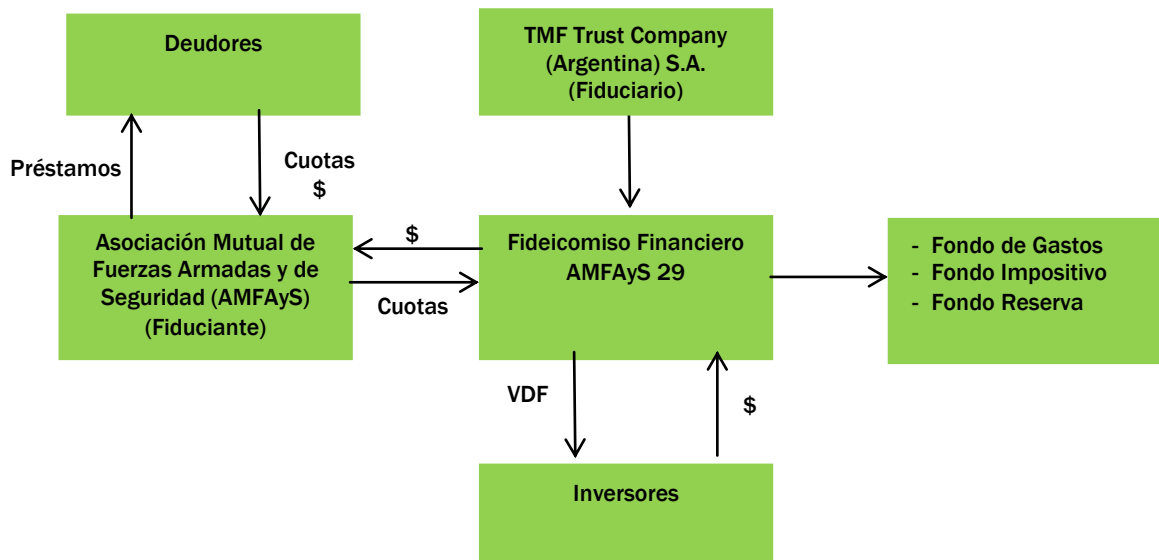 Deudores
TMF Trust Company
(Argentina) S.A.
(Fiduciario)
Préstamos
Cuotas
$
Asociación Mutual de
Fuerzas Armadas y de
Seguridad (AMFAyS)
(Fiduciante)
$
Cuotas
Fideicomiso Financiero
AMFAyS 29
- Fondo de Gastos
- Fondo Impositivo
- Fondo Reserva
VDF
$
Inversores